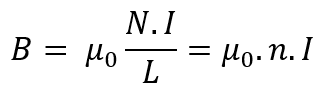 B = μ₀ N.I / L = μ₀.n.I